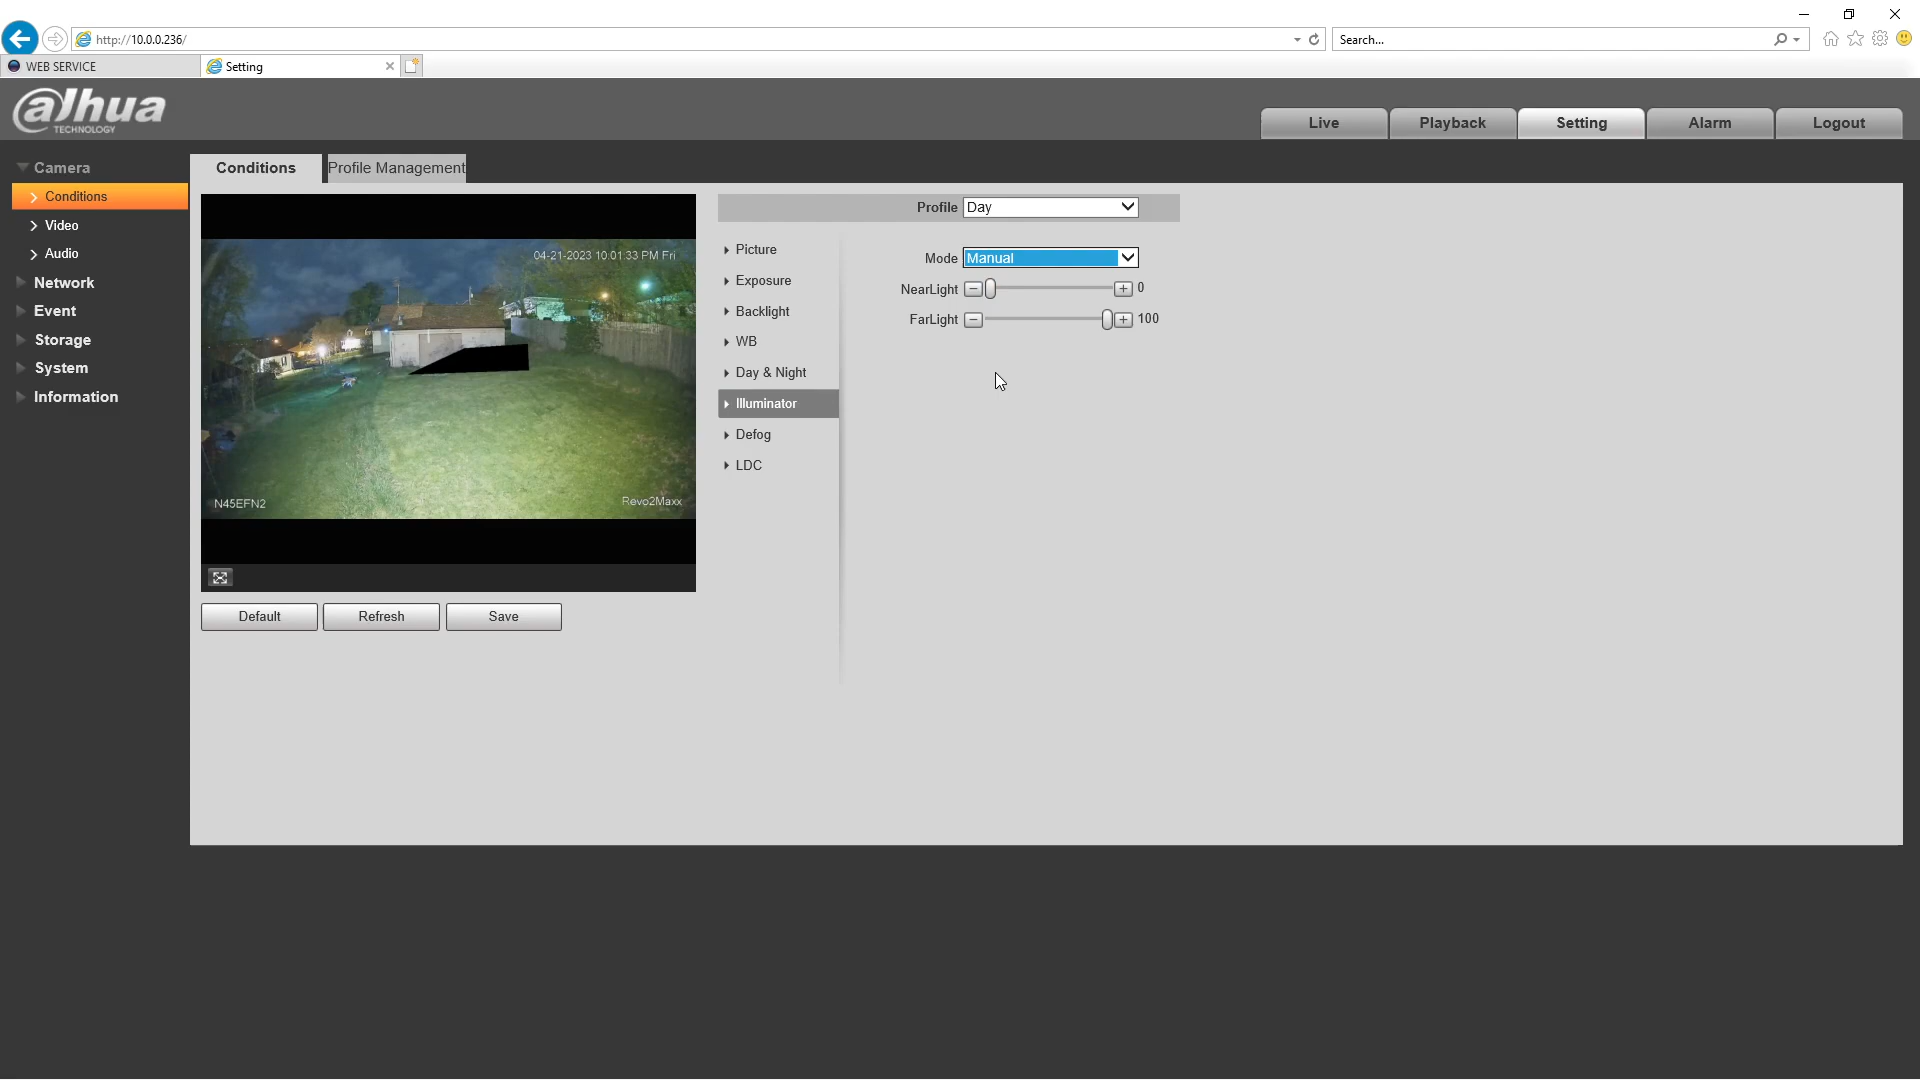 http://10.0.0.236/
Search...
WEB SERVICE
Setting
alhua
TECHNOLOGY
Live
Playback
Setting
Alarm
Logout
Camera
Conditions
Video
Audio
Network
Event
Storage
System
Information
Conditions
Profile Management
04-21-2023 10:01:33 PM Fri
N45EFN2
Revo2Maxx
Default
Refresh
Save
Profile Day
Picture
Exposure
Backlight
WB
Day & Night
Illuminator
Defog
LDC
Mode Manual
NearLight 0
FarLight 100